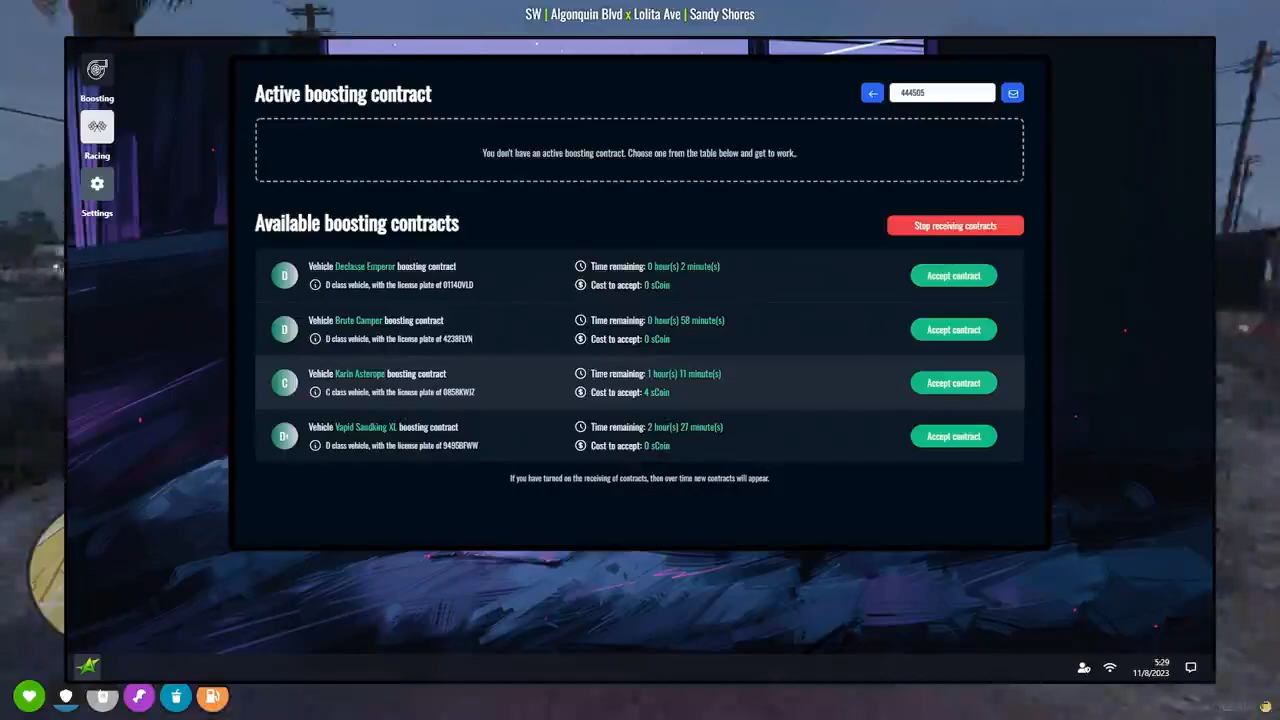 SW | Algonquin Blvd x Lolita Ave | Sandy Shores
Boosting
Racing
Settings
Active boosting contract
444505
You don't have an active boosting contract. Choose one from the table below and get to work..
Available boosting contracts
Stop receiving contracts
D
Vehicle Declasse Emperor boosting contract
D class vehicle, with the license plate of 01140VLD
Time remaining: 0 hour(s) 2 minute(s)
Cost to accept: 0 sCoin
Accept contract
D
Vehicle Brute Camper boosting contract
D class vehicle, with the license plate of 4238FLYN
Time remaining: 0 hour(s) 58 minute(s)
Cost to accept: 0 sCoin
Accept contract
C
Vehicle Karin Asterope boosting contract
C class vehicle, with the license plate of 0858KWJZ
Time remaining: 1 hour(s) 11 minute(s)
Cost to accept: 4 sCoin
Accept contract
D+
Vehicle Vapid Sandking XL boosting contract
D class vehicle, with the license plate of 9495BFWW
Time remaining: 2 hour(s) 27 minute(s)
Cost to accept: 0 sCoin
Accept contract
If you have turned on the receiving of contracts, then over time new contracts will appear.
5:29
11/8/2023